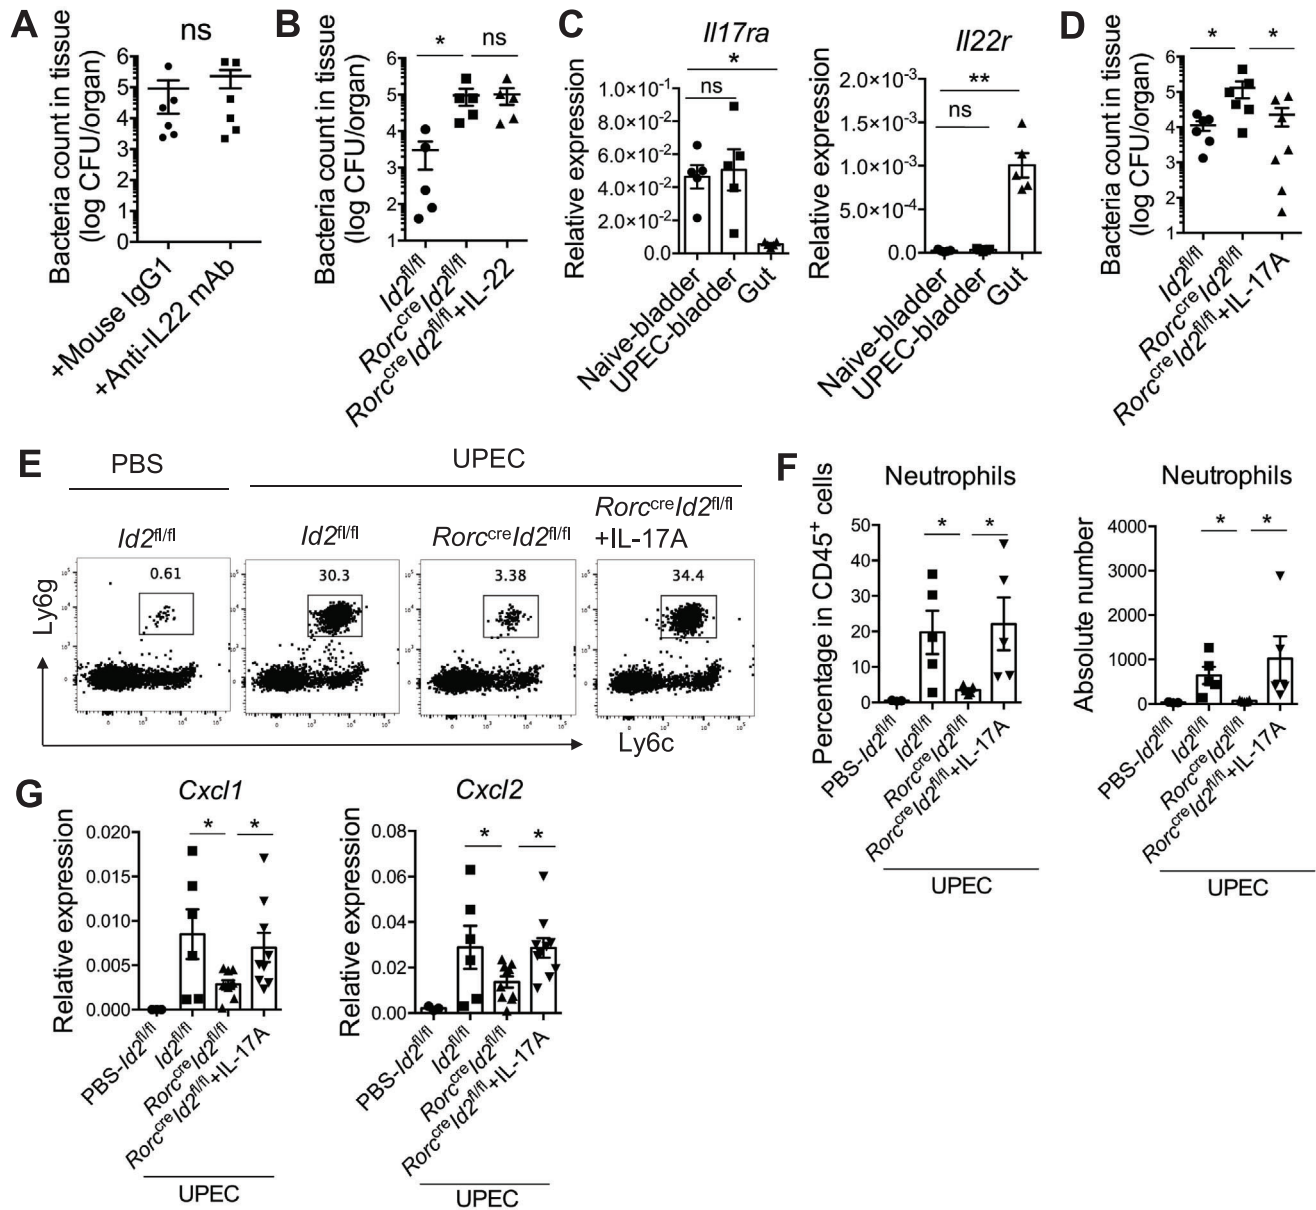 A
ns
Bacteria count in tissue
(log CFU/organ)
6
5
4
3
2
1
0
+Mouse IgG1
+Anti-IL22 mAb
B
*
ns
Bacteria count in tissue
(log CFU/organ)
6
5
4
3
2
1
Id2fl/fl
RorccreId2fl/fl
RorccreId2fl/fl+IL-22
C
Il17ra
*
ns
Relative expression
1.0×10-1
8.0×10-2
6.0×10-2
4.0×10-2
2.0×10-2
0.0
Naive-bladder
UPEC-bladder
Gut
Il22r
**
ns
Relative expression
2.0×10-3
1.5×10-3
1.0×10-3
5.0×10-4
0.0
Naive-bladder
UPEC-bladder
Gut
D
*
*
Bacteria count in tissue
(log CFU/organ)
6
5
4
3
2
1
Id2fl/fl
RorccreId2fl/fl
RorccreId2fl/fl+IL-17A
E
PBS
UPEC
Id2fl/fl
Id2fl/fl
RorccreId2fl/fl
RorccreId2fl/fl
+IL-17A
0.61
30.3
3.38
34.4
Ly6g
Ly6c
F
Neutrophils
*
*
Percentage in CD45+ cells
50
40
30
20
10
0
PBS-Id2fl/fl
Id2fl/fl
RorccreId2fl/fl
RorccreId2fl/fl+IL-17A
UPEC
Neutrophils
*
*
Absolute number
4000
3000
2000
1000
0
PBS-Id2fl/fl
Id2fl/fl
RorccreId2fl/fl
RorccreId2fl/fl+IL-17A
UPEC
G
Cxcl1
*
*
Relative expression
0.020
0.015
0.010
0.005
0.000
PBS-Id2fl/fl
Id2fl/fl
RorccreId2fl/fl
RorccreId2fl/fl+IL-17A
UPEC
Cxcl2
*
*
Relative expression
0.08
0.06
0.04
0.02
0.00
PBS-Id2fl/fl
Id2fl/fl
RorccreId2fl/fl
RorccreId2fl/fl+IL-17A
UPEC